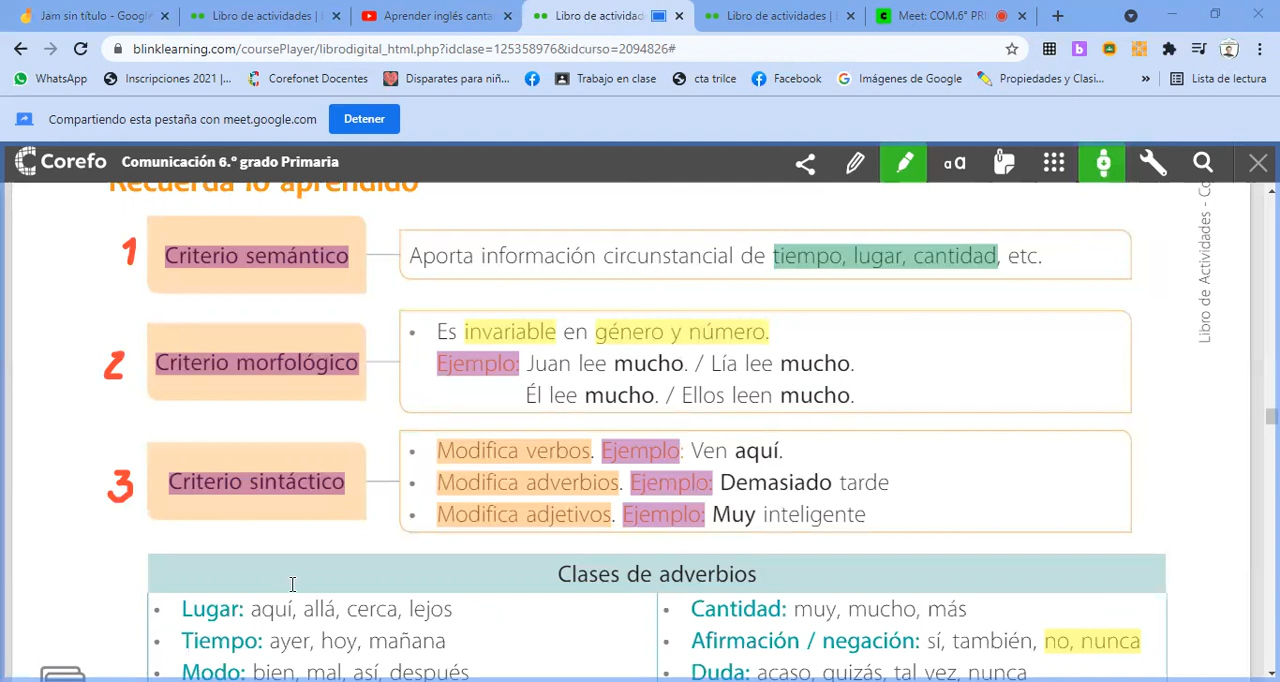 Jam sin título - Google
Libro de actividades |
Aprender inglés canta
Libro de actividad
Libro de actividades |
Meet: COM.6° PR
blinklearning.com/coursePlayer/librodigital_html.php?idclase=125358976&idcurso=2094826#
WhatsApp
Inscripciones 2021 |...
Corefonet Docentes
Disparates para niñ...
Trabajo en clase
cta trilce
Facebook
Imágenes de Google
Propiedades y Clasi...
»
Lista de lectura
Compartiendo esta pestaña con meet.google.com
Detener
Corefo
Comunicación 6.º grado Primaria
aa
Recuerda lo aprendido
Libro de Actividades - Co
1
Criterio semántico
Aporta información circunstancial de tiempo, lugar, cantidad, etc.
2
Criterio morfológico
• Es invariable en género y número.
Ejemplo: Juan lee mucho. / Lía lee mucho.
Él lee mucho. / Ellos leen mucho.
3
Criterio sintáctico
• Modifica verbos. Ejemplo: Ven aquí.
• Modifica adverbios. Ejemplo: Demasiado tarde
• Modifica adjetivos. Ejemplo: Muy inteligente
Clases de adverbios
• Lugar: aquí, allá, cerca, lejos
• Tiempo: ayer, hoy, mañana
• Modo: bien, mal, así, después
• Cantidad: muy, mucho, más
• Afirmación / negación: sí, también, no, nunca
• Duda: acaso, quizás, tal vez, nunca